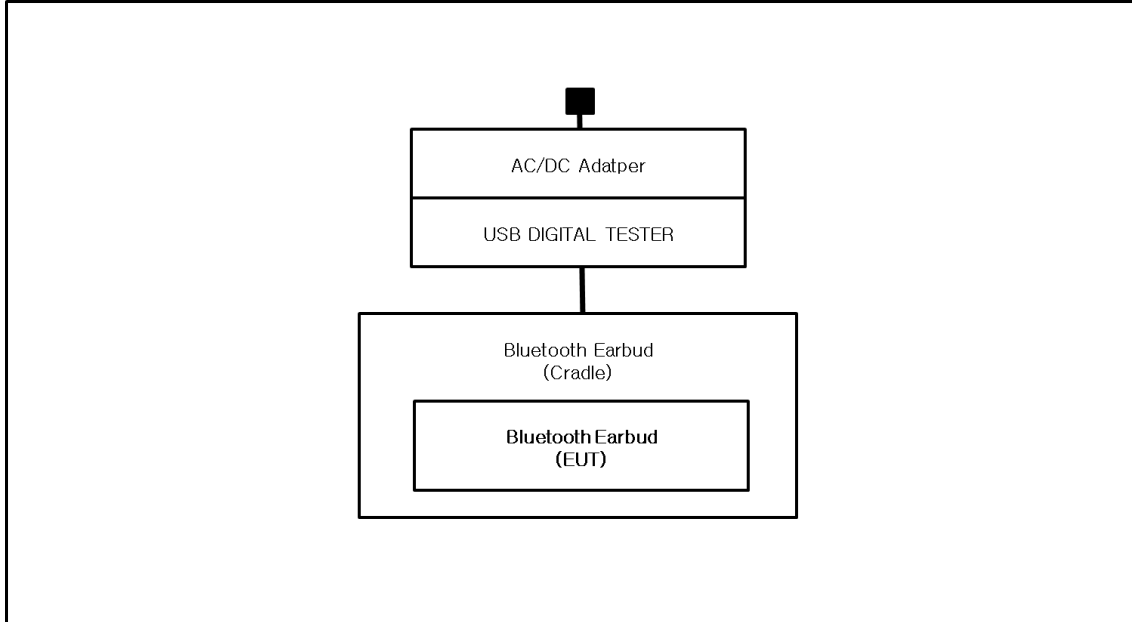 AC/DC Adatper
USB DIGITAL TESTER
Bluetooth Earbud
(Cradle)
Bluetooth Earbud
(EUT)